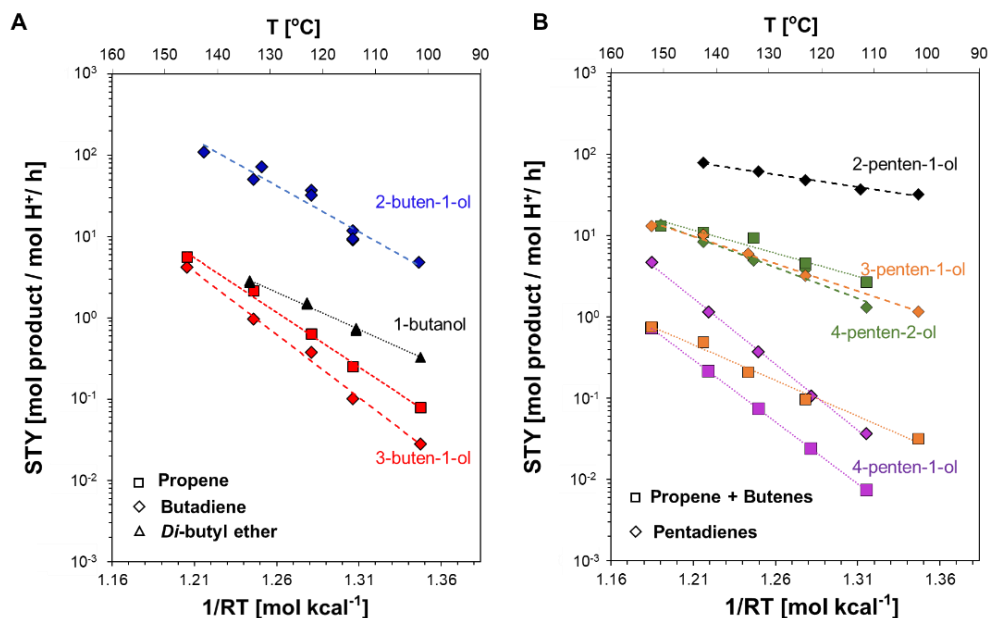 A
T [ºC]
160 150 140 130 120 110 100 90
10³
10²
10¹
10⁰
10⁻¹
10⁻²
10⁻³
STY [mol product / mol H⁺/ h]
2-buten-1-ol
1-butanol
3-buten-1-ol
Propene
Butadiene
Di-butyl ether
1.16 1.21 1.26 1.31 1.36
1/RT [mol kcal⁻¹]
B
T [ºC]
160 150 140 130 120 110 100 90
10³
10²
10¹
10⁰
10⁻¹
10⁻²
10⁻³
STY [mol product / mol H⁺/ h]
2-penten-1-ol
3-penten-1-ol
4-penten-2-ol
4-penten-1-ol
Propene + Butenes
Pentadienes
1.16 1.21 1.26 1.31 1.36
1/RT [mol kcal⁻¹]